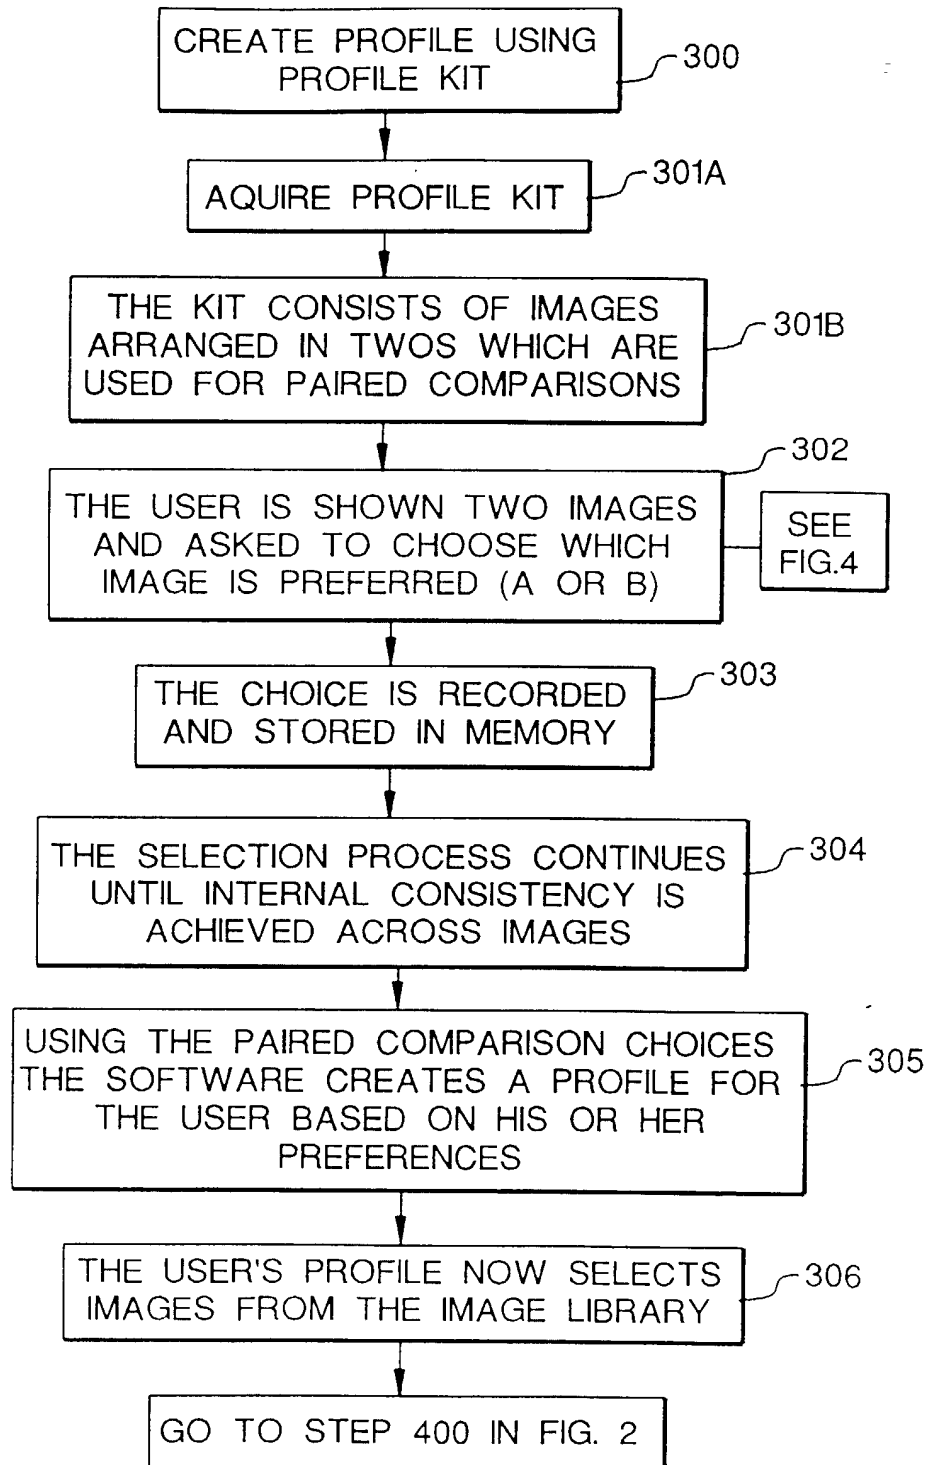 CREATE PROFILE USING
PROFILE KIT
300
AQUIRE PROFILE KIT
301A
THE KIT CONSISTS OF IMAGES
ARRANGED IN TWOS WHICH ARE
USED FOR PAIRED COMPARISONS
301B
THE USER IS SHOWN TWO IMAGES
AND ASKED TO CHOOSE WHICH
IMAGE IS PREFERRED (A OR B)
302
SEE
FIG.4
THE CHOICE IS RECORDED
AND STORED IN MEMORY
303
THE SELECTION PROCESS CONTINUES
UNTIL INTERNAL CONSISTENCY IS
ACHIEVED ACROSS IMAGES
304
USING THE PAIRED COMPARISON CHOICES
THE SOFTWARE CREATES A PROFILE FOR
THE USER BASED ON HIS OR HER
PREFERENCES
305
THE USER'S PROFILE NOW SELECTS
IMAGES FROM THE IMAGE LIBRARY
306
GO TO STEP 400 IN FIG. 2